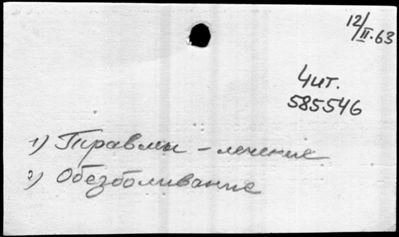 12/II.63
Чит.
585546
1) Травмы - лечение
2) Обезболивание